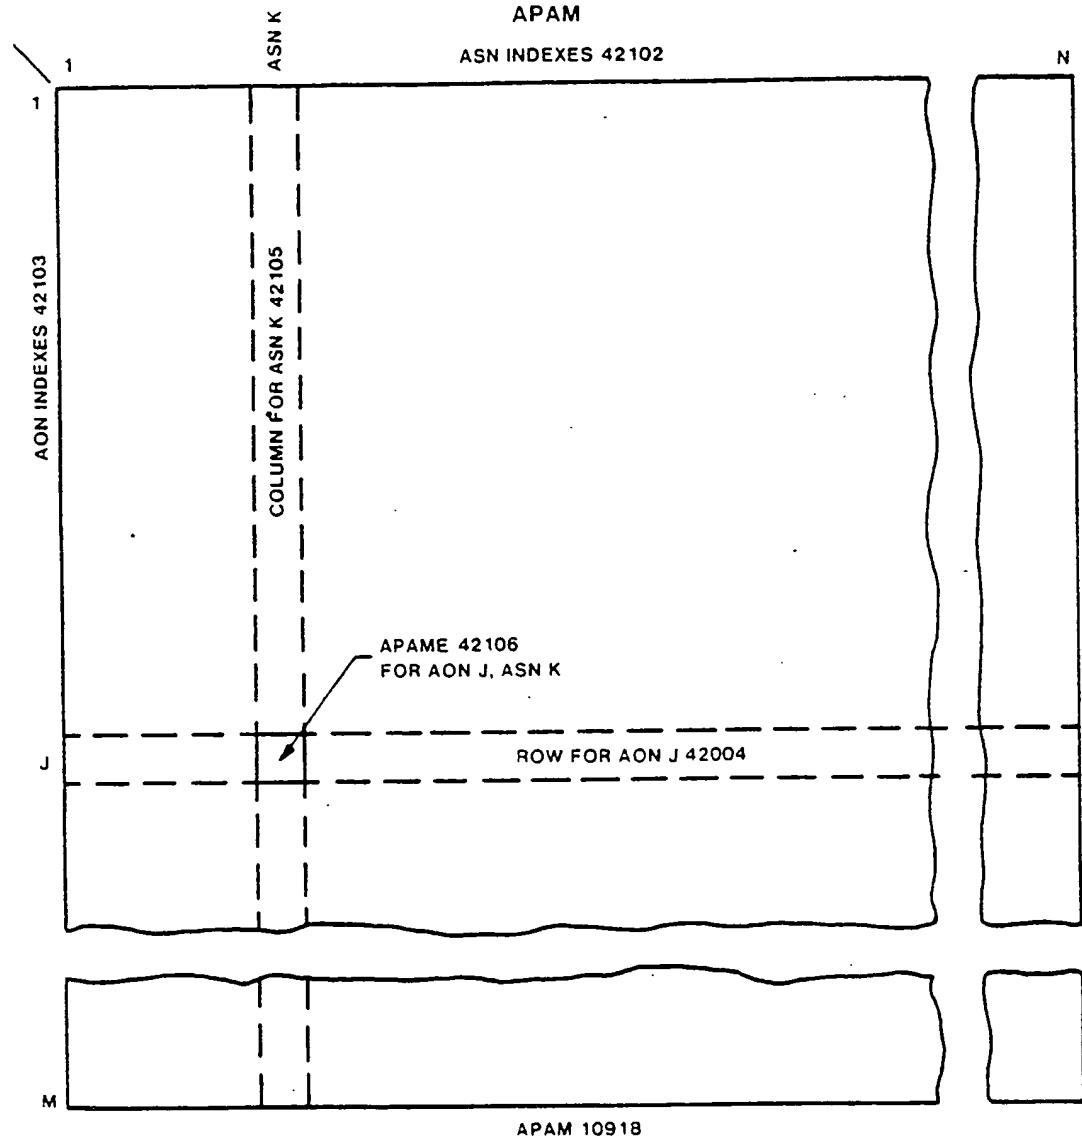 APAM
ASN K
ASN INDEXES 42102
1
N
1
AON INDEXES 42103
COLUMN FOR ASN K 42105
APAME 42106
FOR AON J, ASN K
J
ROW FOR AON J 42004
M
APAM 10918